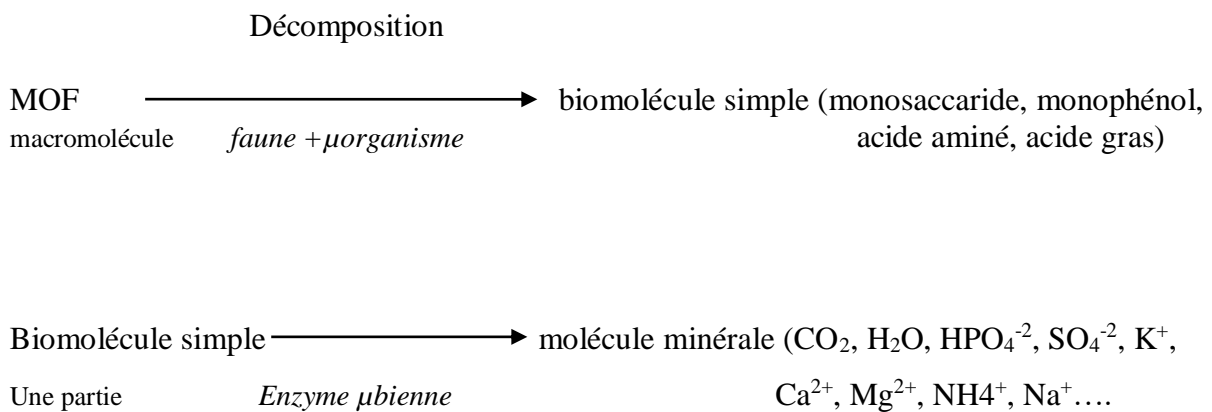 Décomposition
MOF biomolécule simple (monosaccaride, monophénol,
macromolécule faune +µorganisme acide aminé, acide gras)
Biomolécule simple molécule minérale (CO₂, H₂O, HPO₄⁻², SO₄⁻², K⁺,
Une partie Enzyme µbienne Ca²⁺, Mg²⁺, NH4⁺, Na⁺….